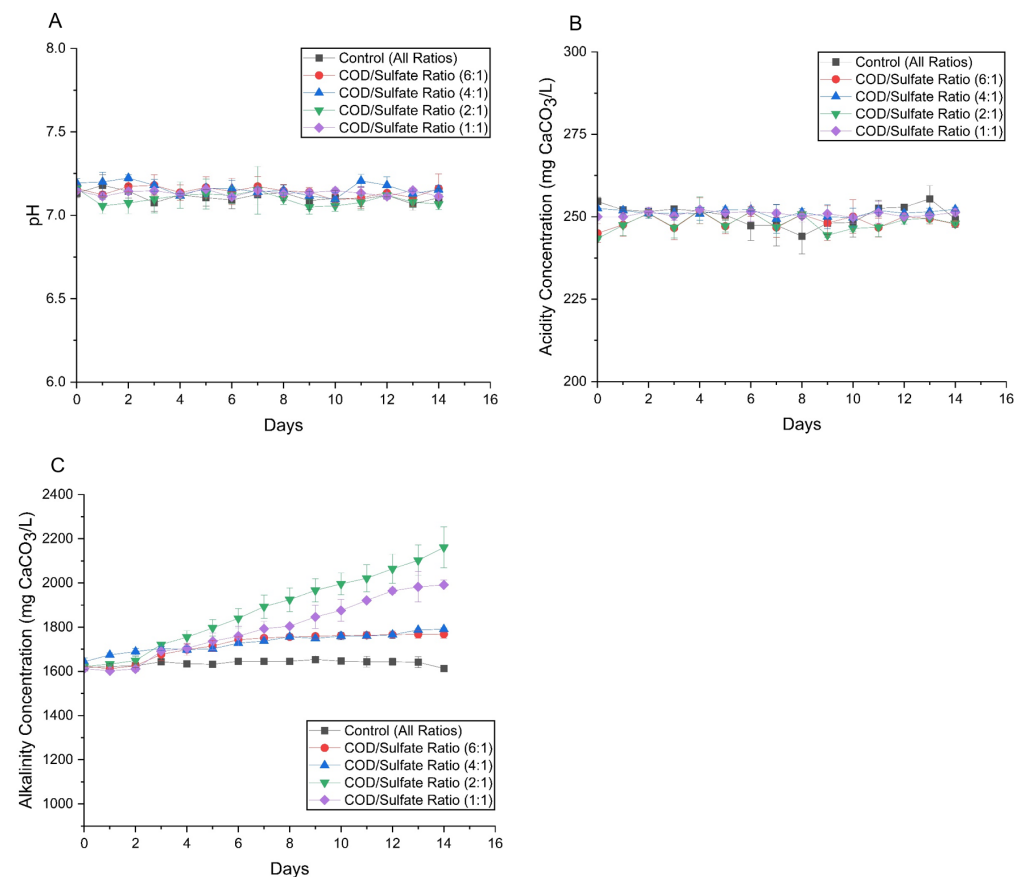 A
8.0
7.5
7.0
6.5
6.0
pH
0 2 4 6 8 10 12 14 16
Days
Control (All Ratios)
COD/Sulfate Ratio (6:1)
COD/Sulfate Ratio (4:1)
COD/Sulfate Ratio (2:1)
COD/Sulfate Ratio (1:1)
B
300
275
250
225
200
Acidity Concentration (mg CaCO3/L)
0 2 4 6 8 10 12 14 16
Days
Control (All Ratios)
COD/Sulfate Ratio (6:1)
COD/Sulfate Ratio (4:1)
COD/Sulfate Ratio (2:1)
COD/Sulfate Ratio (1:1)
C
2400
2200
2000
1800
1600
1400
1200
1000
Alkalinity Concentration (mg CaCO3/L)
0 2 4 6 8 10 12 14 16
Days
Control (All Ratios)
COD/Sulfate Ratio (6:1)
COD/Sulfate Ratio (4:1)
COD/Sulfate Ratio (2:1)
COD/Sulfate Ratio (1:1)